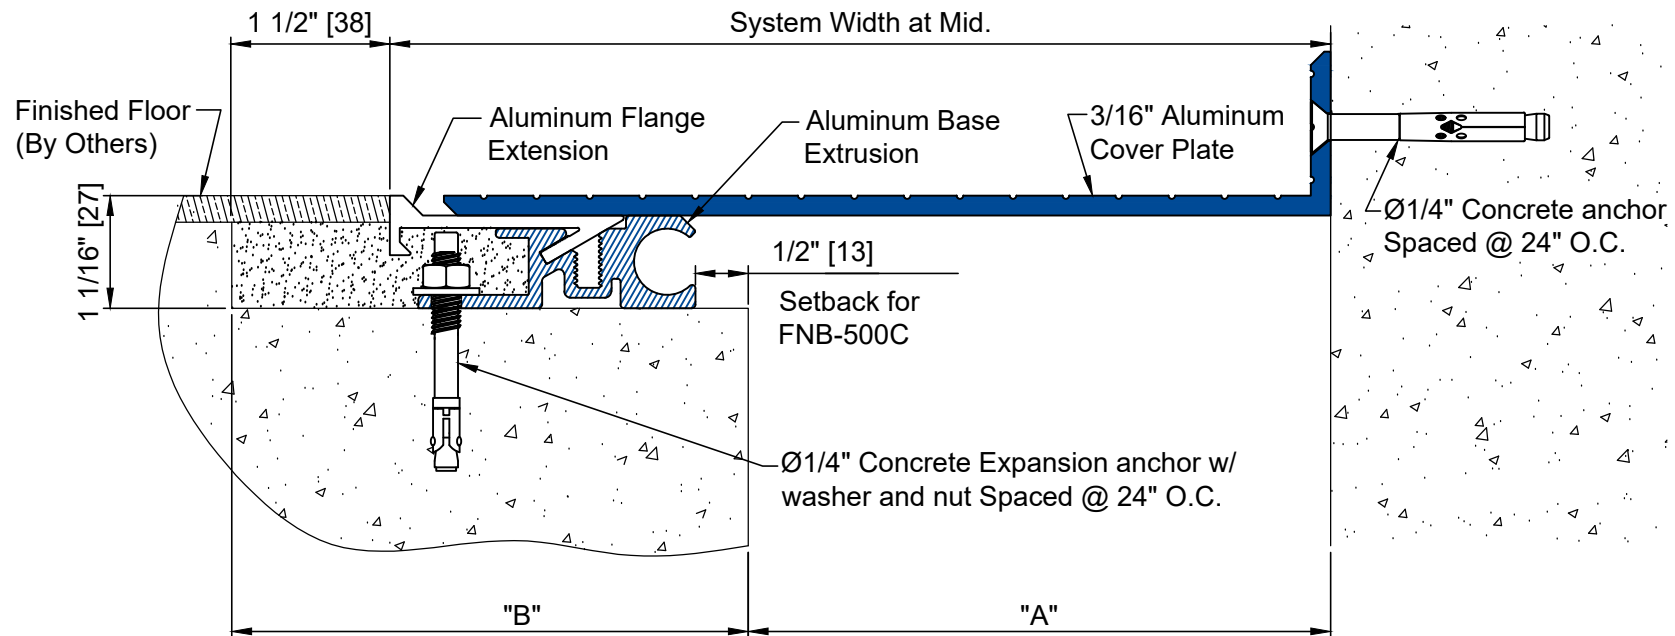 1 1/2" [38]
System Width at Mid.
Finished Floor
(By Others)
Aluminum Flange
Extension
Aluminum Base
Extrusion
3/16" Aluminum
Cover Plate
Ø1/4" Concrete anchor
Spaced @ 24" O.C.
1 1/16" [27]
1/2" [13]
Setback for
FNB-500C
Ø1/4" Concrete Expansion anchor w/
washer and nut Spaced @ 24" O.C.
"B"
"A"